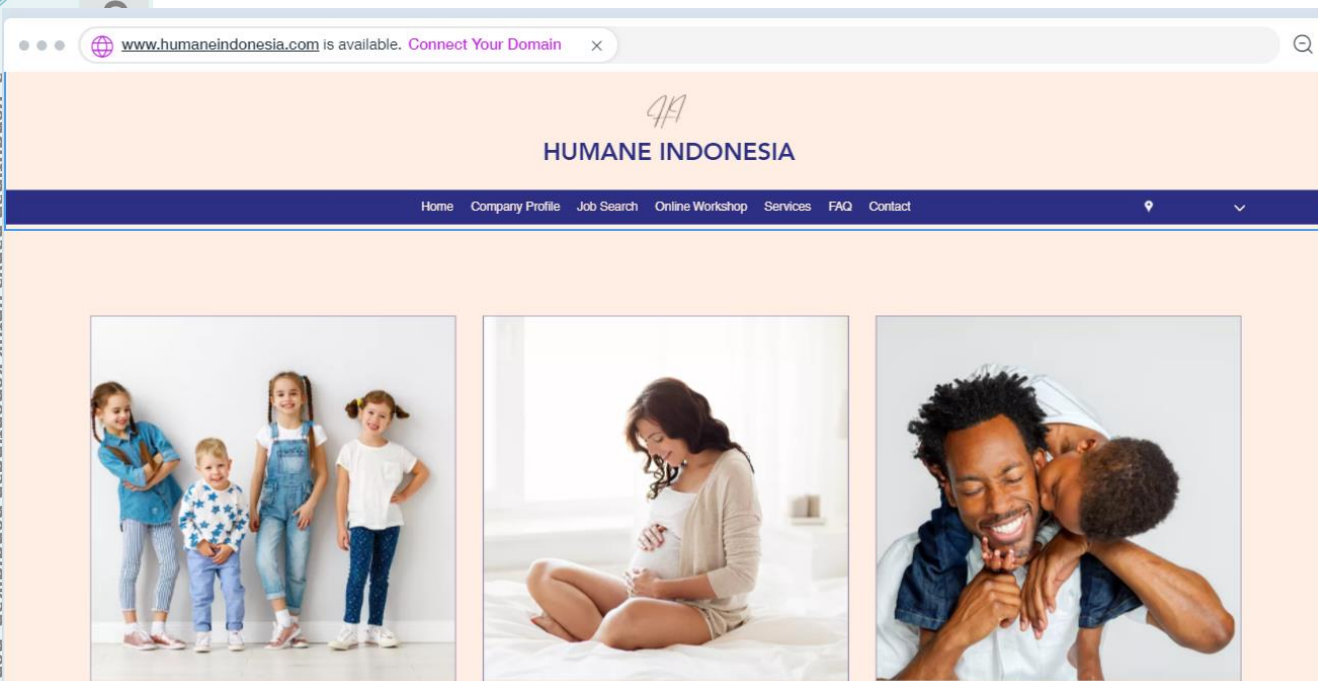 www.humaneindonesia.com is available. Connect Your Domain
HUMANE INDONESIA
Home Company Profile Job Search Online Workshop Services FAQ Contact